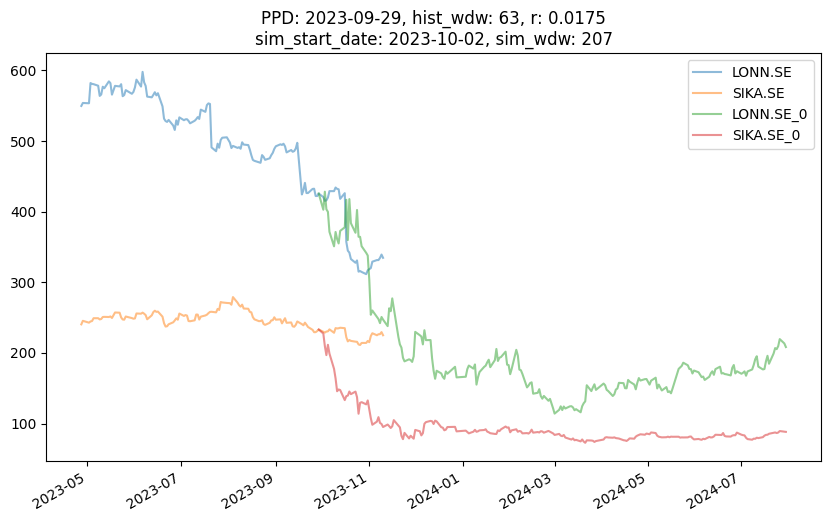 PPD: 2023-09-29, hist_wdw: 63, r: 0.0175
sim_start_date: 2023-10-02, sim_wdw: 207
600
500
400
300
200
100
LONN.SE
SIKA.SE
LONN.SE_0
SIKA.SE_0
2023-05
2023-07
2023-09
2023-11
2024-01
2024-03
2024-05
2024-07